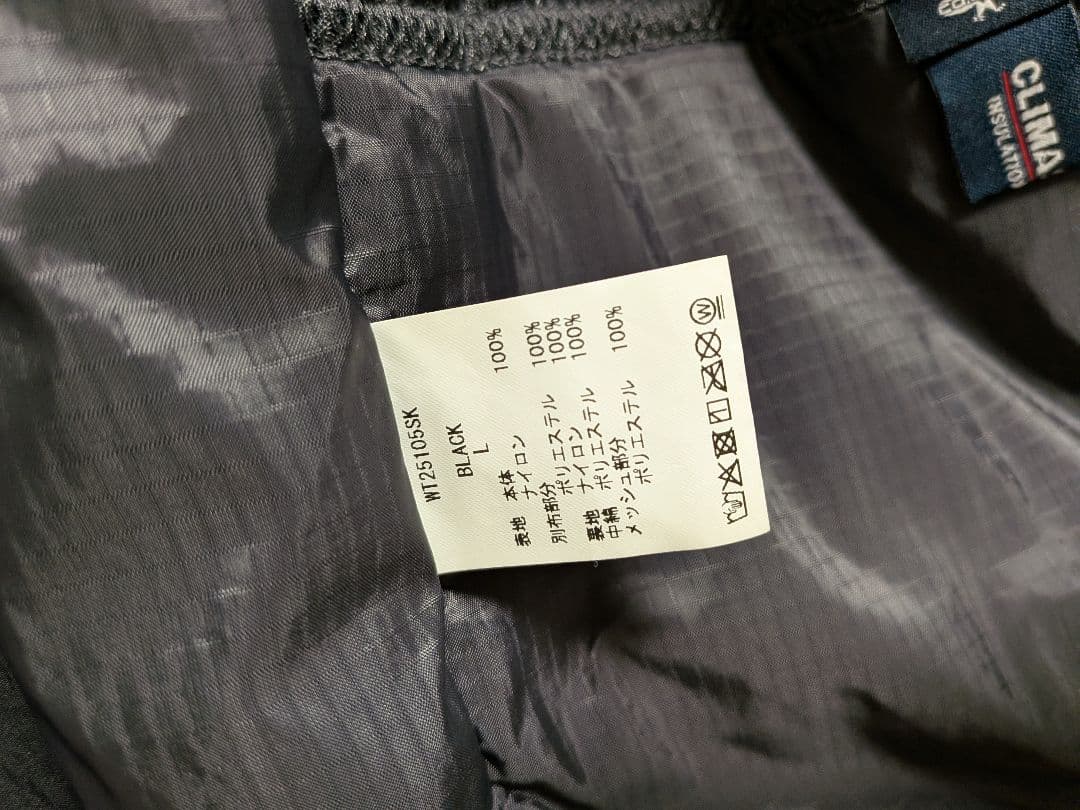 WT25105SK
BLACK
L
表地 本体
ナイロン 100%
別布部分
ポリエステル 100%
裏地 ナイロン 100%
中綿 ポリエステル 100%
メッシュ部分
ポリエステル 100%
W
CLIMA
INSULATION